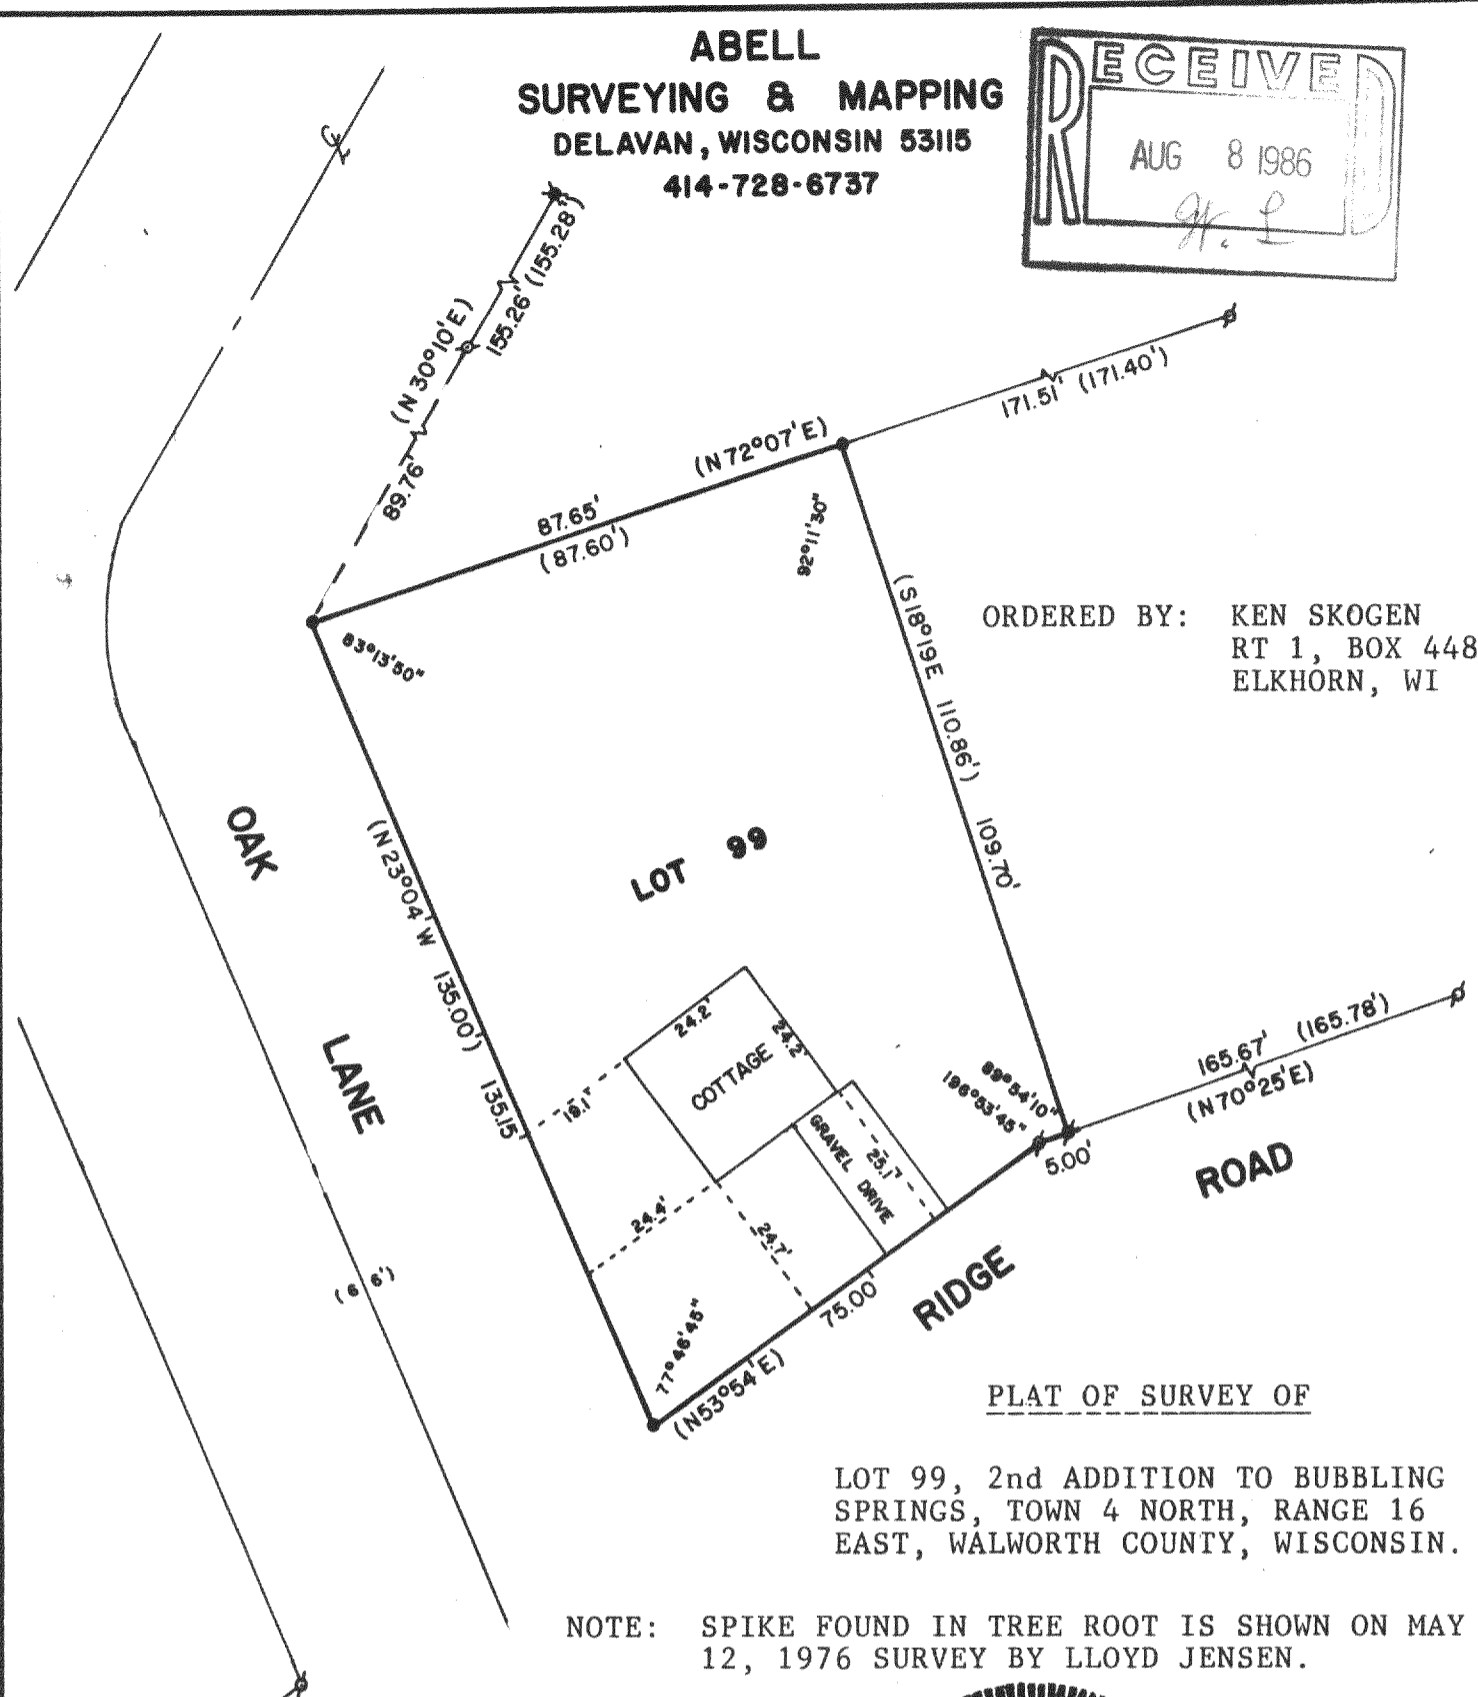 ABELL
SURVEYING & MAPPING
DELAVAN, WISCONSIN 53115
414-728-6737
RECEIVED
AUG 8 1986
(N 30°10'E)
155.26' (155.28')
89.76'
(N 72°07'E)
171.51' (171.40')
87.65'
(87.60')
92°11'30"
83°13'50"
(S18°19E 110.86') 109.70'
ORDERED BY: KEN SKOGEN
RT 1, BOX 448
ELKHORN, WI
OAK
LANE
(N 23°04' W 135.00') 135.15'
LOT 99
24.2'
24.2'
COTTAGE
19.1'
GRAVEL DRIVE
25.1'
24.4'
24.7'
89°54'10"
196°53'45"
5.00'
165.67' (165.78')
(N 70°25'E)
RIDGE
ROAD
(66')
77°46'45"
75.00'
(N53°54'E)
PLAT OF SURVEY OF
LOT 99, 2nd ADDITION TO BUBBLING
SPRINGS, TOWN 4 NORTH, RANGE 16
EAST, WALWORTH COUNTY, WISCONSIN.
NOTE: SPIKE FOUND IN TREE ROOT IS SHOWN ON MAY
12, 1976 SURVEY BY LLOYD JENSEN.